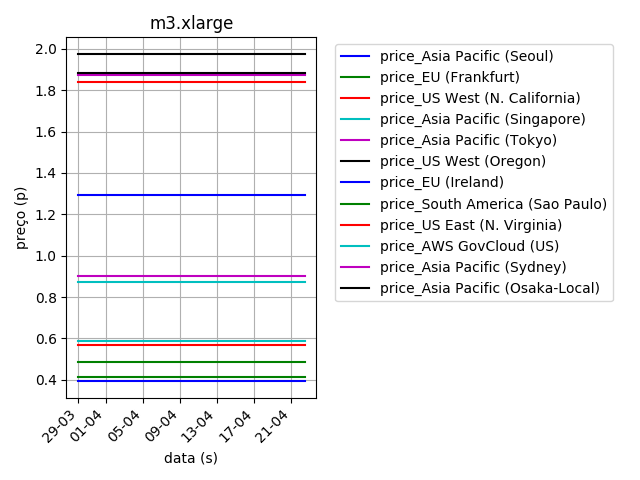 m3.xlarge
2.0
1.8
1.6
1.4
1.2
1.0
0.8
0.6
0.4
preço (p)
29-03
01-04
05-04
09-04
13-04
17-04
21-04
data (s)
price_Asia Pacific (Seoul)
price_EU (Frankfurt)
price_US West (N. California)
price_Asia Pacific (Singapore)
price_Asia Pacific (Tokyo)
price_US West (Oregon)
price_EU (Ireland)
price_South America (Sao Paulo)
price_US East (N. Virginia)
price_AWS GovCloud (US)
price_Asia Pacific (Sydney)
price_Asia Pacific (Osaka-Local)